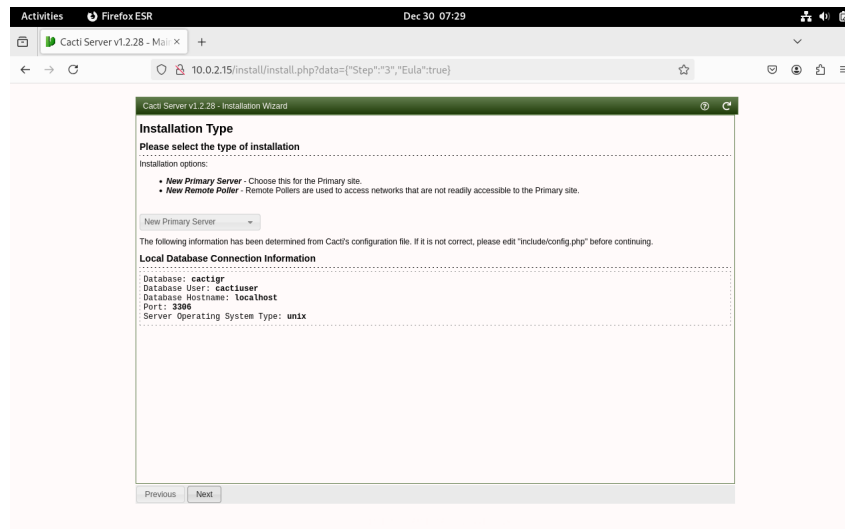 Activities Firefox ESR Dec 30 07:29
Cacti Server v1.2.28 - Mai
10.0.2.15/install/install.php?data={"Step":"3","Eula":true}
Cacti Server v1.2.28 - Installation Wizard
Installation Type
Please select the type of installation
Installation options:
New Primary Server - Choose this for the Primary site.
New Remote Poller - Remote Pollers are used to access networks that are not readily accessible to the Primary site.
New Primary Server
The following information has been determined from Cacti's configuration file. If it is not correct, please edit "include/config.php" before continuing.
Local Database Connection Information
Database: cactigr
Database User: cactiuser
Database Hostname: localhost
Port: 3306
Server Operating System Type: unix
Previous Next